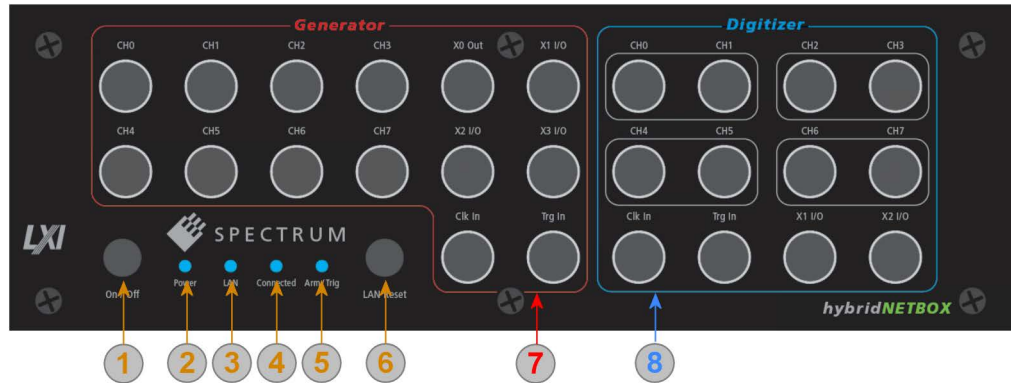 Generator
Digitizer
CH0 CH1 CH2 CH3 X0 Out X1 I/O
CH0 CH1 CH2 CH3
CH4 CH5 CH6 CH7 X2 I/O X3 I/O
CH4 CH5 CH6 CH7
Clk In Trg In
Clk In Trg In X1 I/O X2 I/O
LXI
SPECTRUM
On / Off
Power LAN Connected Arm/Trig
LAN Reset
hybridNETBOX
1 2 3 4 5 6 7 8